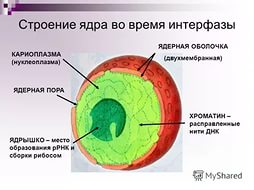 Строение ядра во время интерфазы
КАРИОПЛАЗМА
(нуклеоплазма)
ЯДЕРНАЯ ОБОЛОЧКА
(двухмембранная)
ЯДЕРНАЯ ПОРА
ХРОМАТИН –
расправленные
нити ДНК
ЯДРЫШКО – место
образования рРНК и
сборки рибосом
MyShared